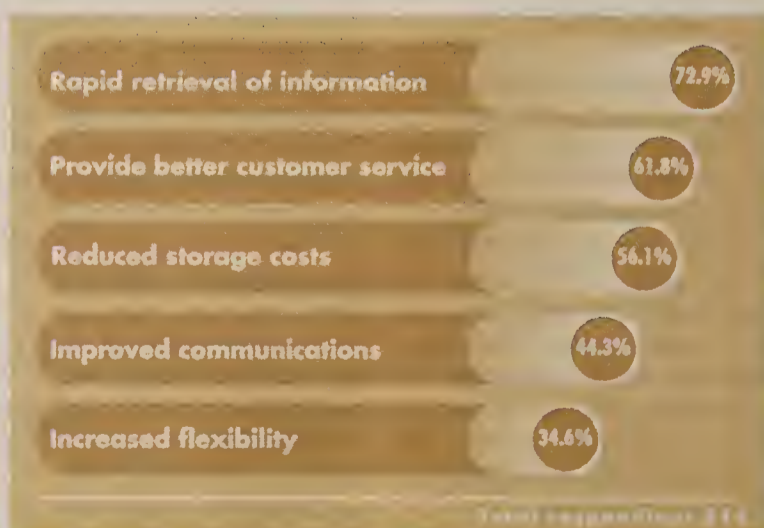 Rapid retrieval of information
72.9%
Provide better customer service
61.8%
Reduced storage costs
56.1%
Improved communications
44.3%
Increased flexibility
34.6%
Total